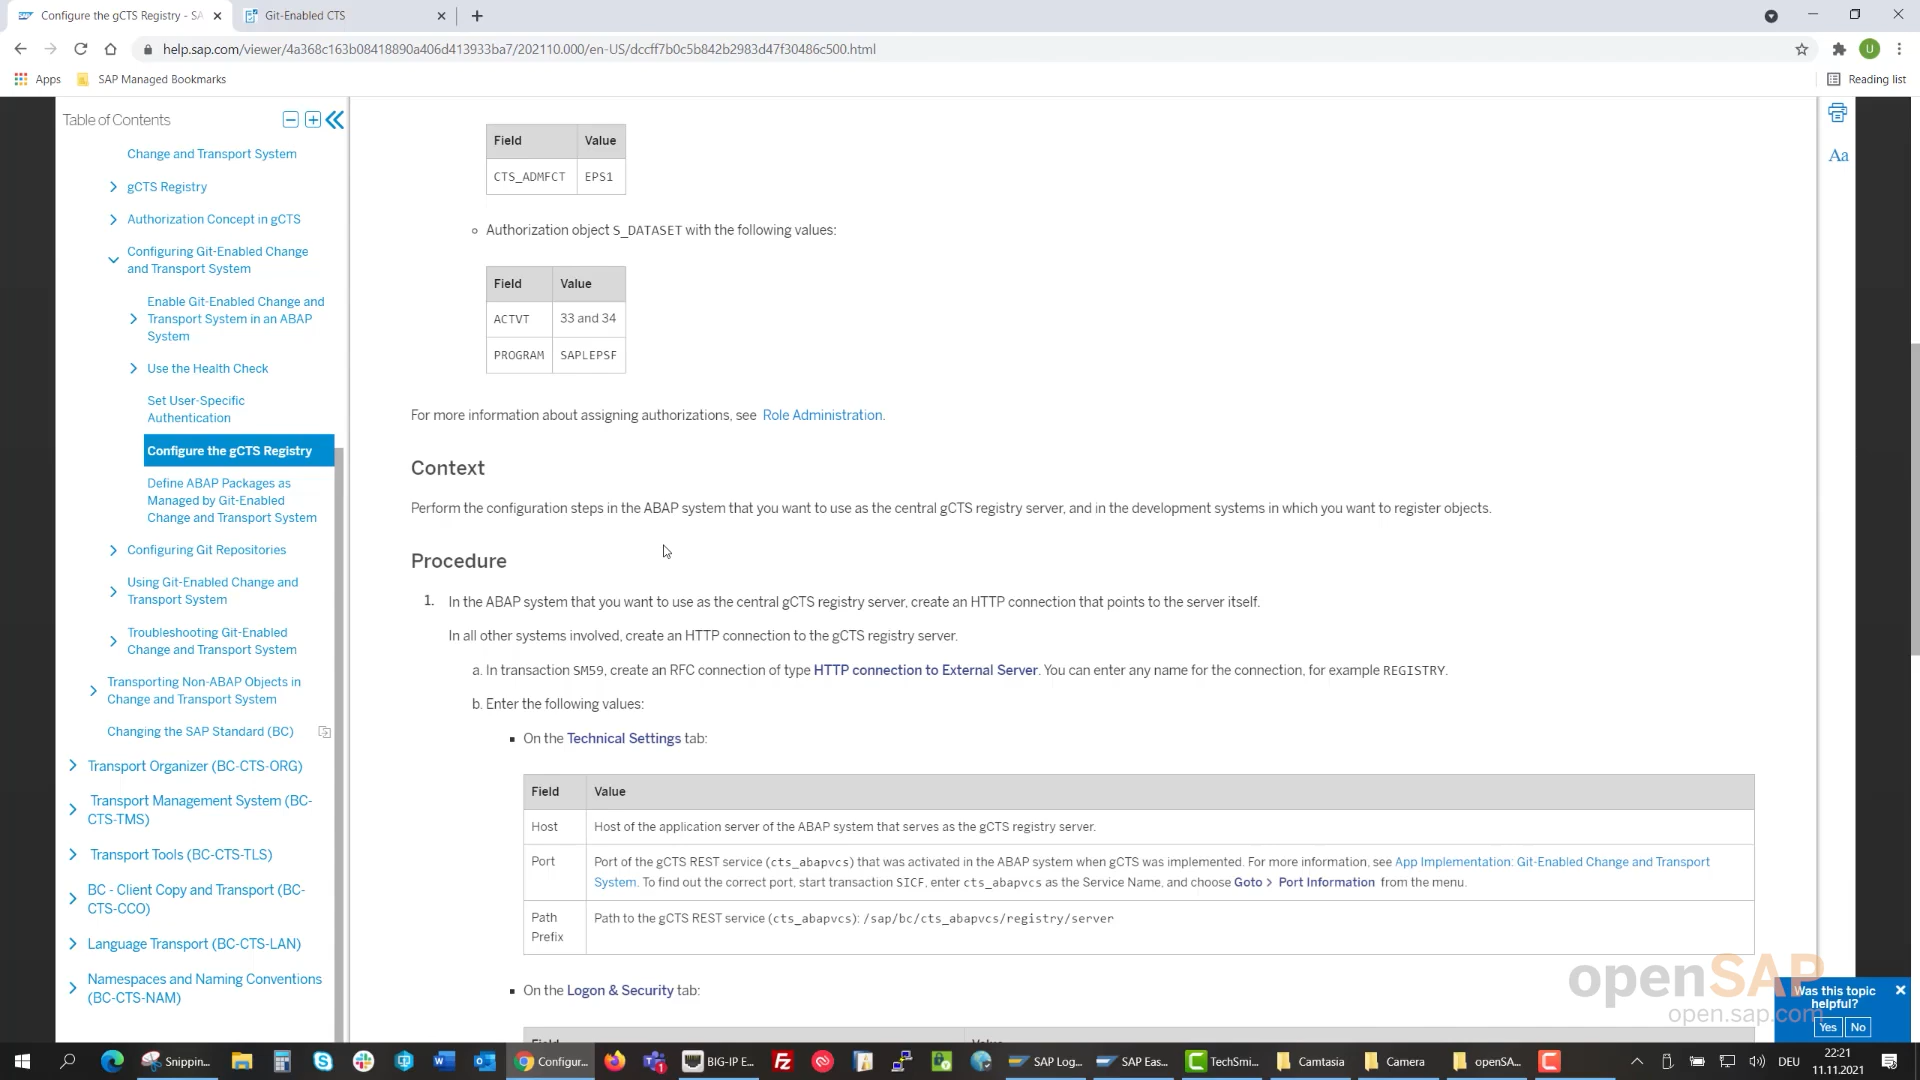 Configure the gCTS Registry - SA
Git-Enabled CTS
help.sap.com/viewer/4a368c163b08418890a406d413933ba7/202110.000/en-US/dccff7b0c5b842b2983d47f30486c500.html
U
Apps
SAP Managed Bookmarks
Reading list
Table of Contents
Change and Transport System
gCTS Registry
Authorization Concept in gCTS
Configuring Git-Enabled Change
and Transport System
Enable Git-Enabled Change and
Transport System in an ABAP
System
Use the Health Check
Set User-Specific
Authentication
Configure the gCTS Registry
Define ABAP Packages as
Managed by Git-Enabled
Change and Transport System
Configuring Git Repositories
Using Git-Enabled Change and
Transport System
Troubleshooting Git-Enabled
Change and Transport System
Transporting Non-ABAP Objects in
Change and Transport System
Changing the SAP Standard (BC)
Transport Organizer (BC-CTS-ORG)
Transport Management System (BC-
CTS-TMS)
Transport Tools (BC-CTS-TLS)
BC - Client Copy and Transport (BC-
CTS-CCO)
Language Transport (BC-CTS-LAN)
Namespaces and Naming Conventions
(BC-CTS-NAM)
Field Value
CTS_ADMFCT EPS1
Authorization object S_DATASET with the following values:
Field Value
ACTVT 33 and 34
PROGRAM SAPLEPSF
For more information about assigning authorizations, see Role Administration.
Context
Perform the configuration steps in the ABAP system that you want to use as the central gCTS registry server, and in the development systems in which you want to register objects.
Procedure
1. In the ABAP system that you want to use as the central gCTS registry server, create an HTTP connection that points to the server itself.
In all other systems involved, create an HTTP connection to the gCTS registry server.
a. In transaction SM59, create an RFC connection of type HTTP connection to External Server. You can enter any name for the connection, for example REGISTRY.
b. Enter the following values:
On the Technical Settings tab:
Field Value
Host Host of the application server of the ABAP system that serves as the gCTS registry server.
Port Port of the gCTS REST service (cts_abapvcs) that was activated in the ABAP system when gCTS was implemented. For more information, see App Implementation: Git-Enabled Change and Transport
System. To find out the correct port, start transaction SICF, enter cts_abapvcs as the Service Name, and choose Goto > Port Information from the menu.
Path Path to the gCTS REST service (cts_abapvcs): /sap/bc/cts_abapvcs/registry/server
Prefix
On the Logon & Security tab:
Field Value
Aa
openSAP
open.sap.com
Was this topic
helpful?
Yes No
Snippin...
Configur...
BIG-IP E...
SAP Log...
SAP Eas...
TechSmi...
Camtasia
Camera
openSA...
DEU
22:21
11.11.2021